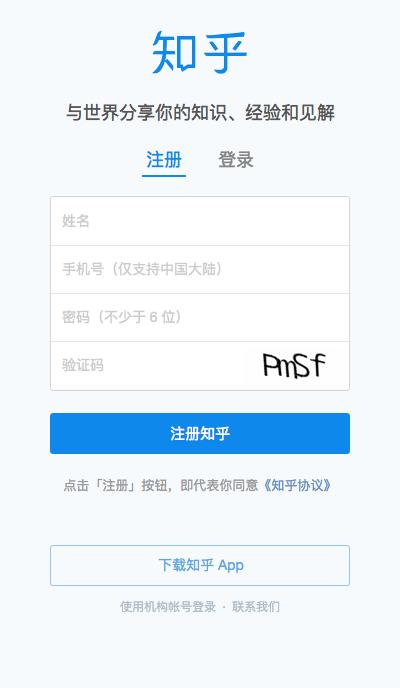 知乎
与世界分享你的知识、经验和见解
注册 登录
姓名
手机号（仅支持中国大陆）
密码（不少于 6 位）
验证码 PmSf
注册知乎
点击「注册」按钮，即代表你同意《知乎协议》
下载知乎 App
使用机构帐号登录 · 联系我们